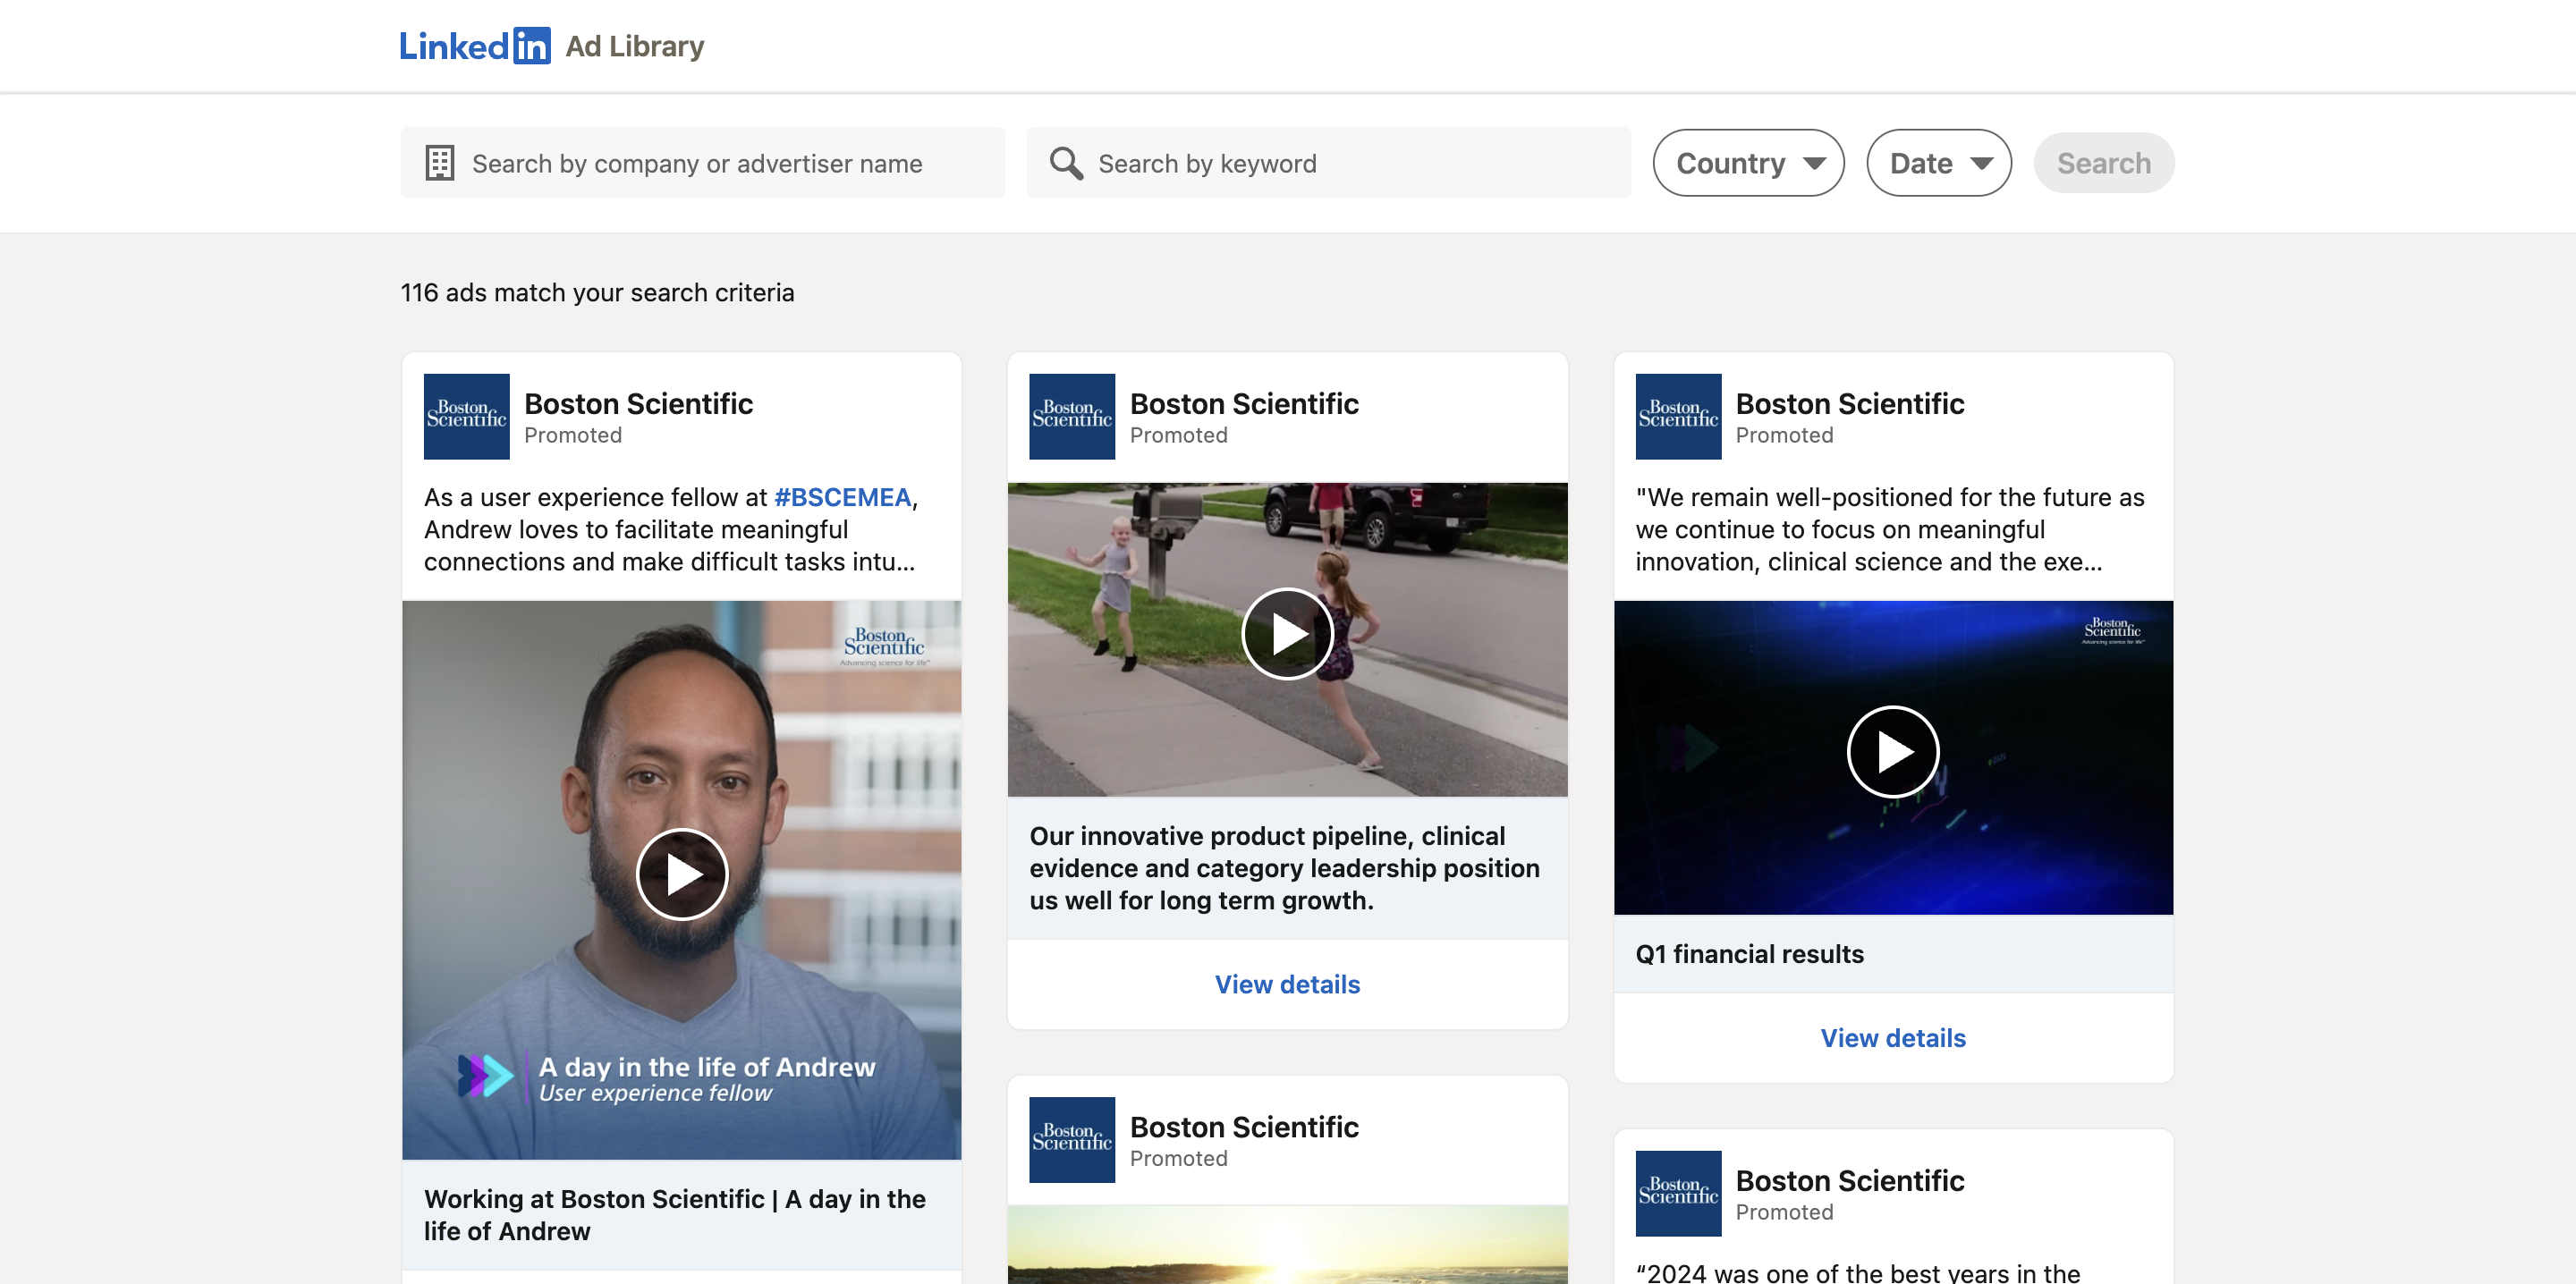 LinkedIn Ad Library
Search by company or advertiser name
Search by keyword
Country
Date
Search
116 ads match your search criteria
Boston Scientific
Boston Scientific
Promoted
As a user experience fellow at #BSCEMEA,
Andrew loves to facilitate meaningful
connections and make difficult tasks intu...
Boston
Scientific
Advancing science for life™
A day in the life of Andrew
User experience fellow
Working at Boston Scientific | A day in the
life of Andrew
Boston Scientific
Boston Scientific
Promoted
Our innovative product pipeline, clinical
evidence and category leadership position
us well for long term growth.
View details
Boston Scientific
Boston Scientific
Promoted
Boston Scientific
Boston Scientific
Promoted
"We remain well-positioned for the future as
we continue to focus on meaningful
innovation, clinical science and the exe...
Boston
Scientific
Advancing science for life™
Q1 financial results
View details
Boston Scientific
Boston Scientific
Promoted
“2024 was one of the best years in the